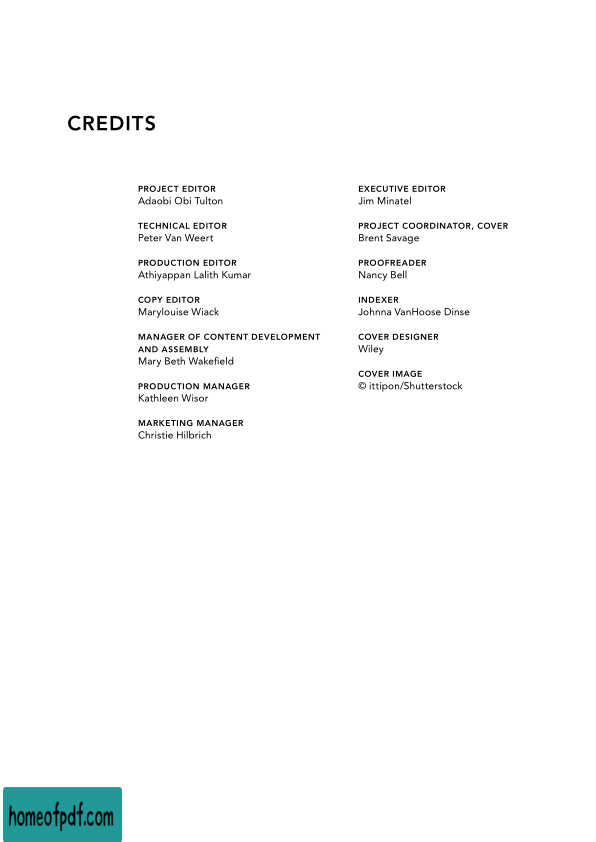 CREDITS
PROJECT EDITOR
Adaobi Obi Tulton
TECHNICAL EDITOR
Peter Van Weert
PRODUCTION EDITOR
Athiyappan Lalith Kumar
COPY EDITOR
Marylouise Wiack
MANAGER OF CONTENT DEVELOPMENT
AND ASSEMBLY
Mary Beth Wakefield
PRODUCTION MANAGER
Kathleen Wisor
MARKETING MANAGER
Christie Hilbrich
EXECUTIVE EDITOR
Jim Minatel
PROJECT COORDINATOR, COVER
Brent Savage
PROOFREADER
Nancy Bell
INDEXER
Johnna VanHoose Dinse
COVER DESIGNER
Wiley
COVER IMAGE
© ittipon/Shutterstock
homeofpdf.com